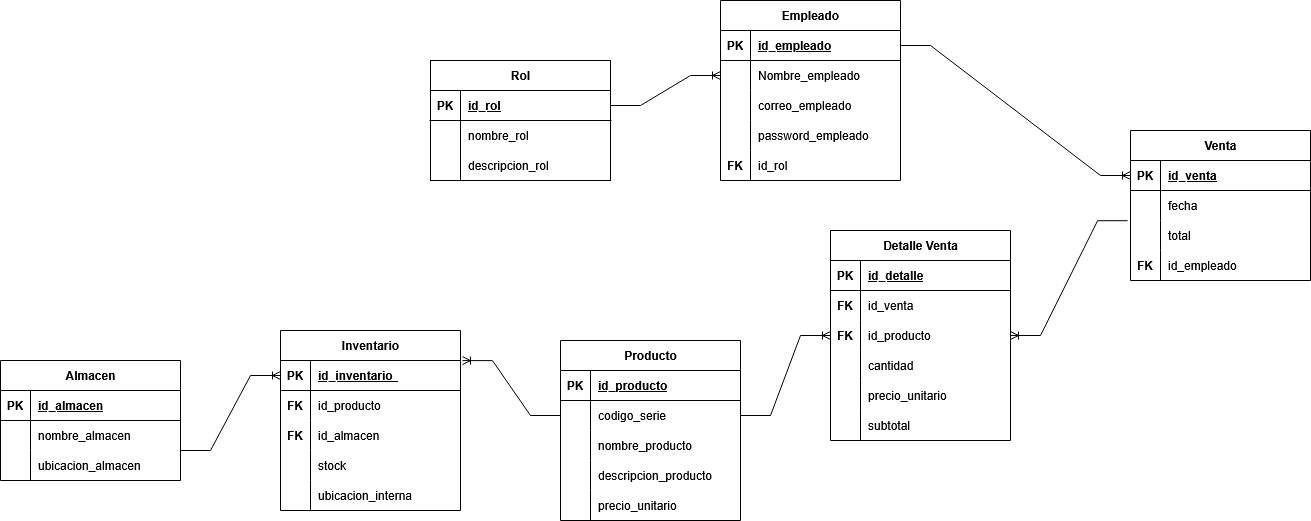 Empleado
PK id_empleado
Nombre_empleado
correo_empleado
password_empleado
FK id_rol
Rol
PK id_rol
nombre_rol
descripcion_rol
Venta
PK id_venta
fecha
total
FK id_empleado
Detalle Venta
PK id_detalle
FK id_venta
FK id_producto
cantidad
precio_unitario
subtotal
Inventario
PK id_inventario
FK id_producto
FK id_almacen
stock
ubicacion_interna
Producto
PK id_producto
codigo_serie
nombre_producto
descripcion_producto
precio_unitario
Almacen
PK id_almacen
nombre_almacen
ubicacion_almacen